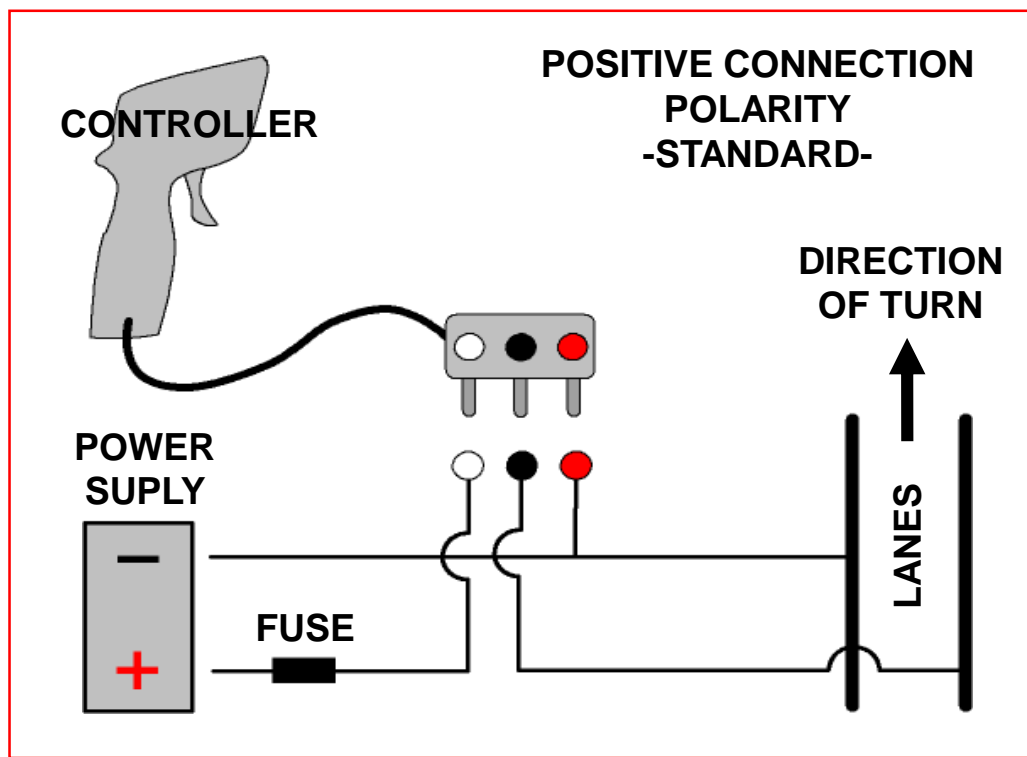 POSITIVE CONNECTION
POLARITY
-STANDARD-
CONTROLLER
DIRECTION
OF TURN
POWER
SUPLY
−
+
FUSE
LANES